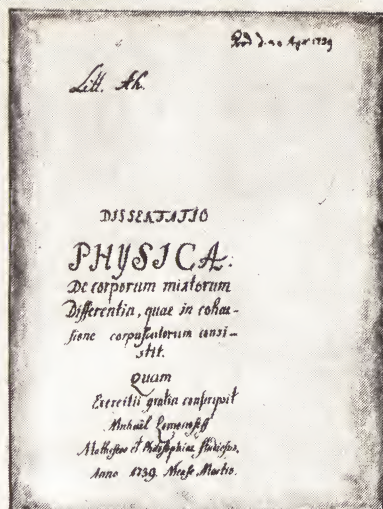 Litt. Ah.
DISSERTATIO
PHYSICA.
De corporum mixtorum
Differentia, quae in cohae-
sione corpusculorum consi-
stit.
Quam
Exercitii gratia conscripsit
Michaël Lomonosoff
Matheseos et Philosophiae Studiosus,
Anno 1739. Mense Martio.